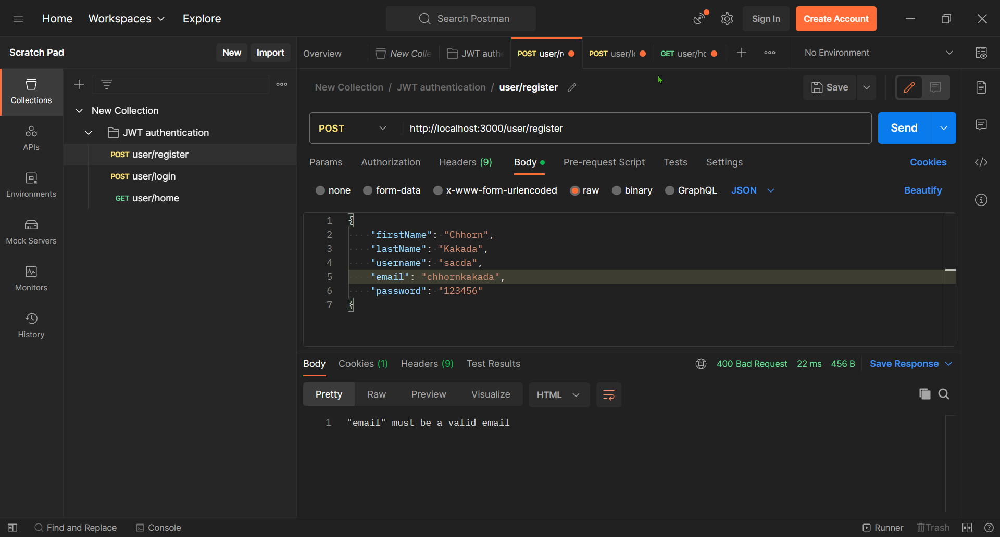 Home Workspaces Explore Search Postman Sign In Create Account
Scratch Pad New Import Overview New Colle JWT auth POST user/r POST user/l GET user/hc No Environment
Collections
APIs
Environments
Mock Servers
Monitors
History
New Collection
JWT authentication
POST user/register
POST user/login
GET user/home
New Collection / JWT authentication / user/register Save
POST http://localhost:3000/user/register Send
Params Authorization Headers (9) Body Pre-request Script Tests Settings Cookies
none form-data x-www-form-urlencoded raw binary GraphQL JSON Beautify
1 {
2 "firstName": "Chhorn",
3 "lastName": "Kakada",
4 "username": "sacda",
5 "email": "chhornkakada",
6 "password": "123456"
7 }
Body Cookies (1) Headers (9) Test Results 400 Bad Request 22 ms 456 B Save Response
Pretty Raw Preview Visualize HTML
1 "email" must be a valid email
Find and Replace Console Runner Trash